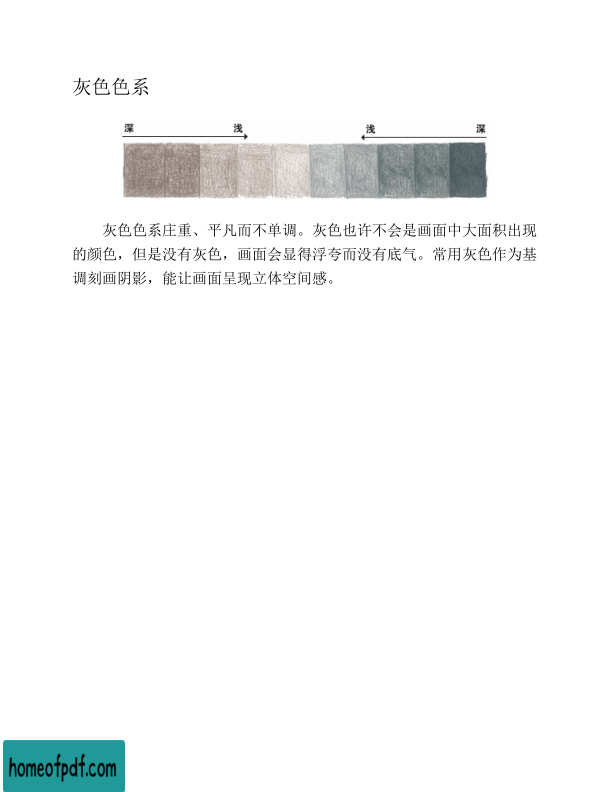 灰色色系
深 浅 浅 深
灰色色系庄重、平凡而不单调。灰色也许不会是画面中大面积出现
的颜色，但是没有灰色，画面会显得浮夸而没有底气。常用灰色作为基
调刻画阴影，能让画面呈现立体空间感。
homeofpdf.com